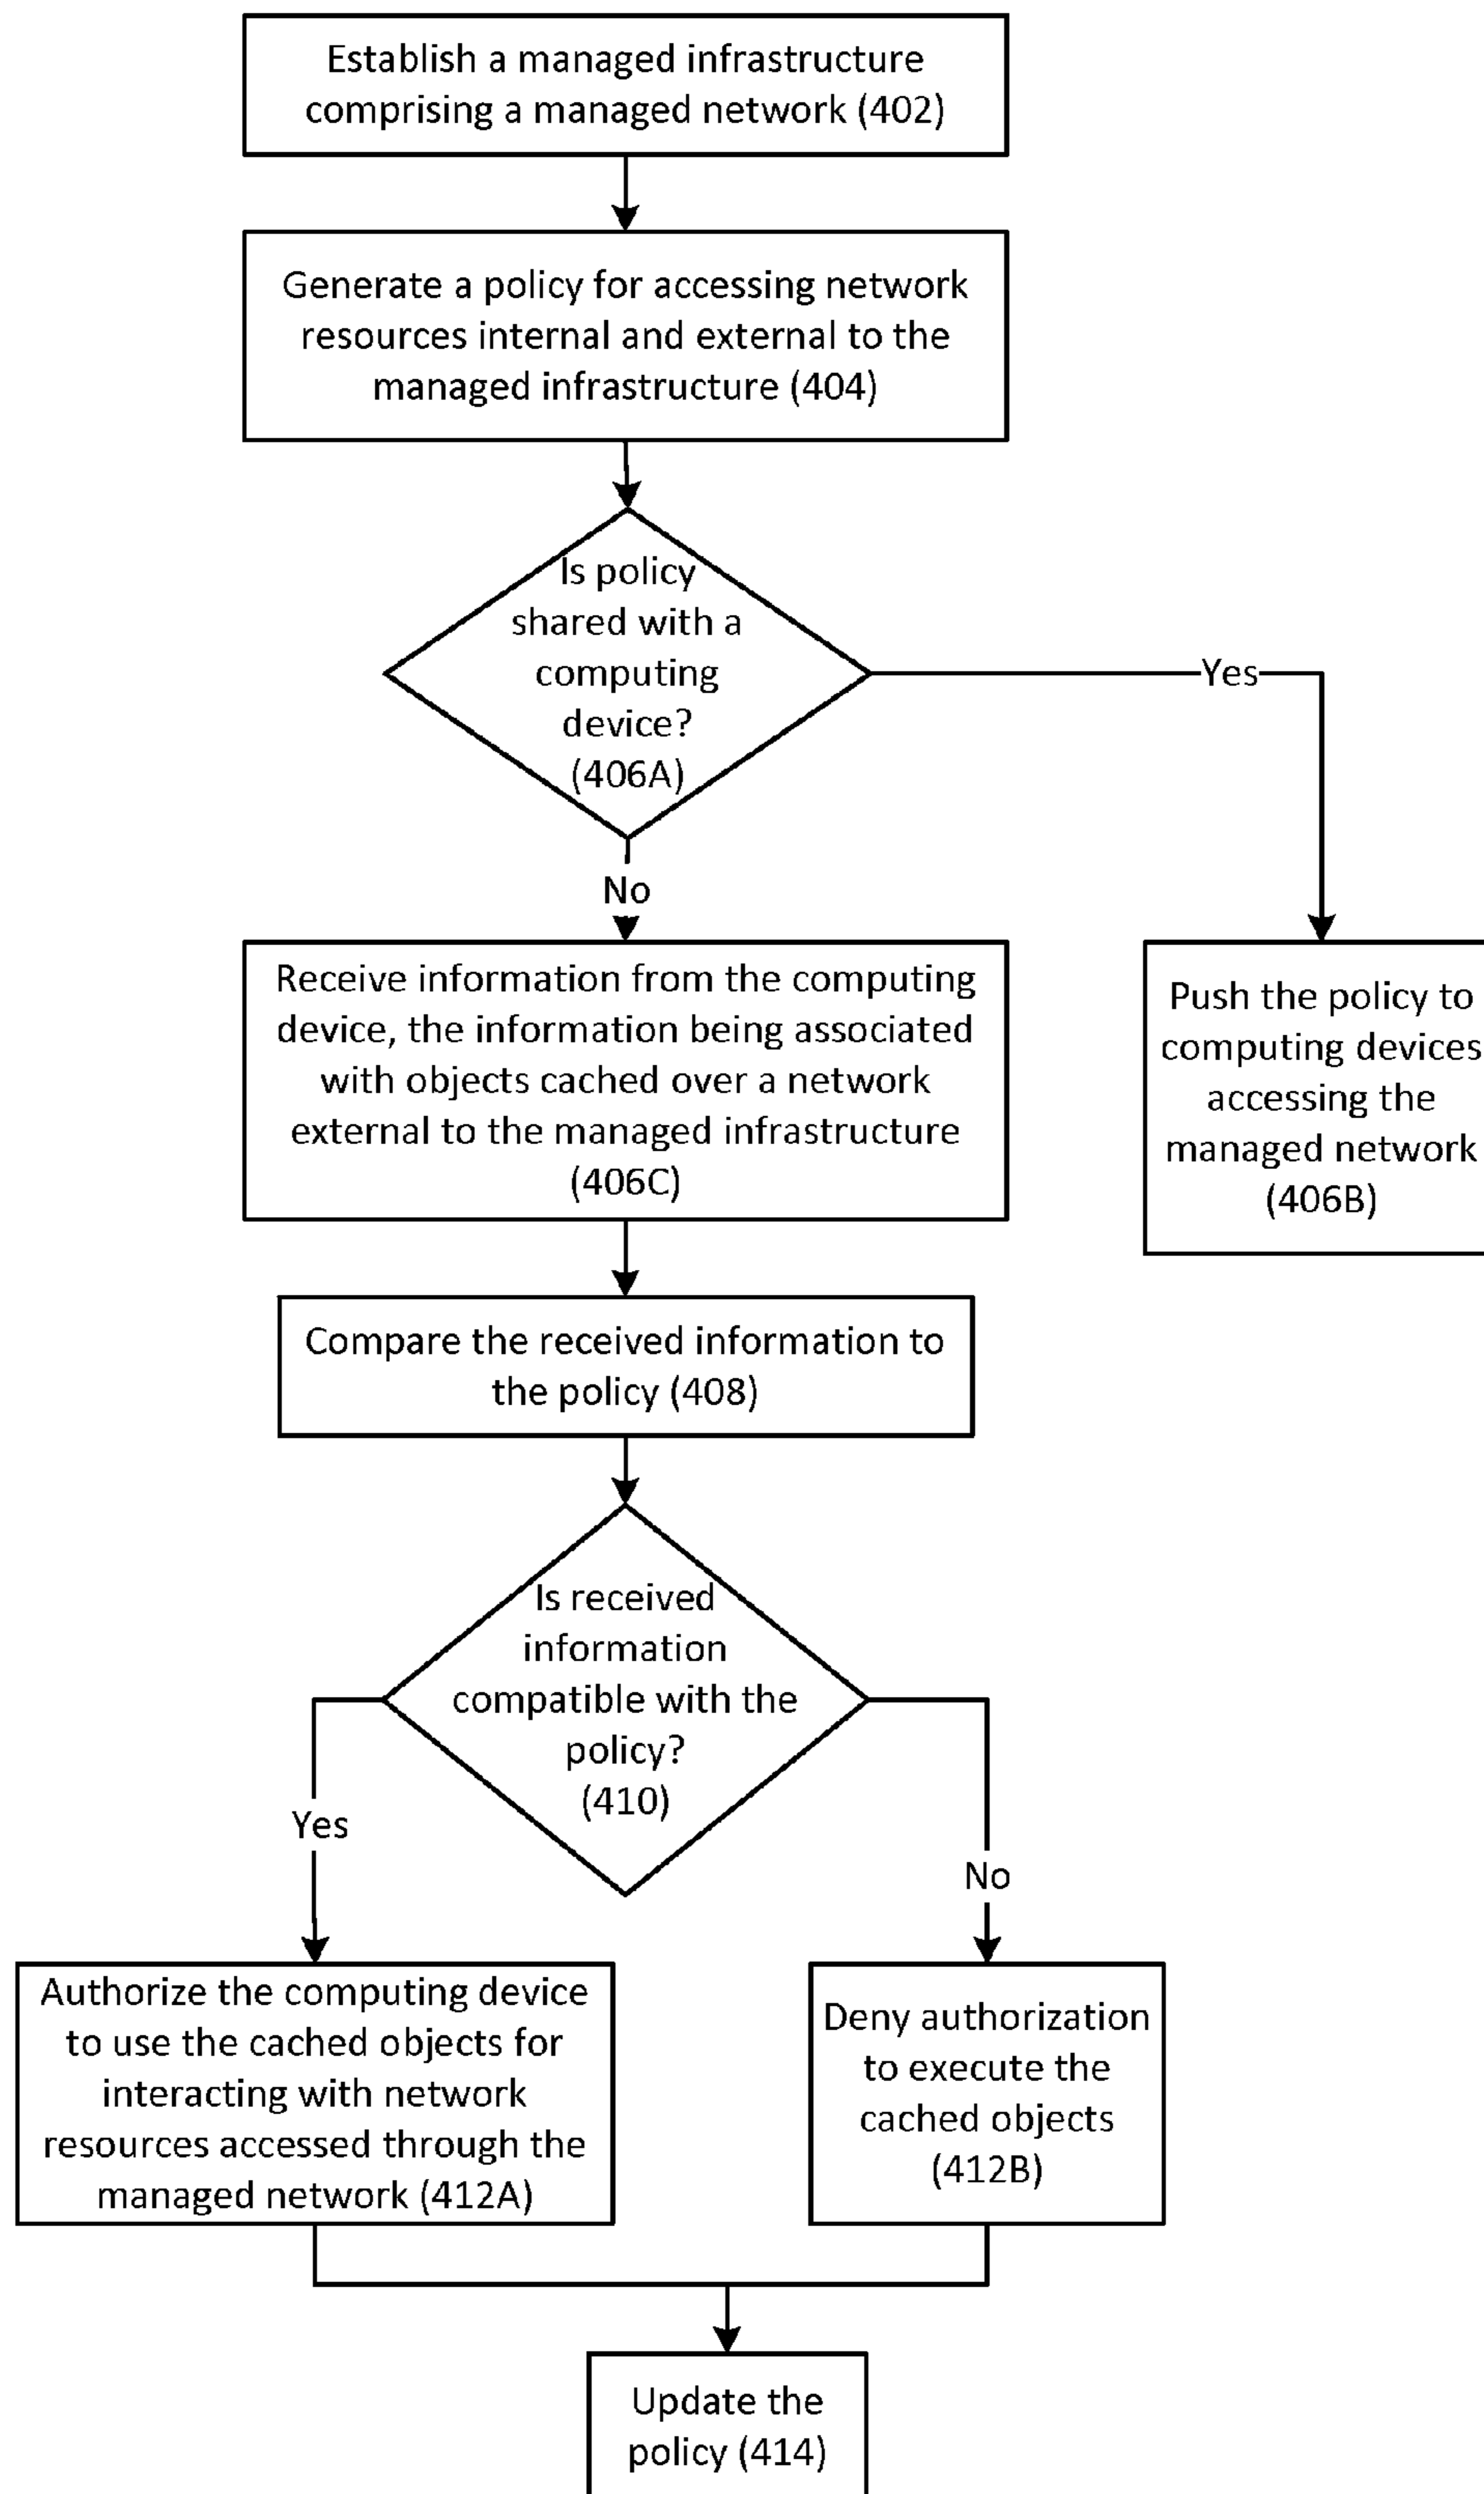 Establish a managed infrastructure
comprising a managed network (402)
Generate a policy for accessing network
resources internal and external to the
managed infrastructure (404)
Is policy
shared with a
computing
device?
(406A)
Yes
No
Receive information from the computing
device, the information being associated
with objects cached over a network
external to the managed infrastructure
(406C)
Push the policy to
computing devices
accessing the
managed network
(406B)
Compare the received information to
the policy (408)
Is received
information
compatible with the
policy?
(410)
Yes
No
Authorize the computing device
to use the cached objects for
interacting with network
resources accessed through the
managed network (412A)
Deny authorization
to execute the
cached objects
(412B)
Update the
policy (414)